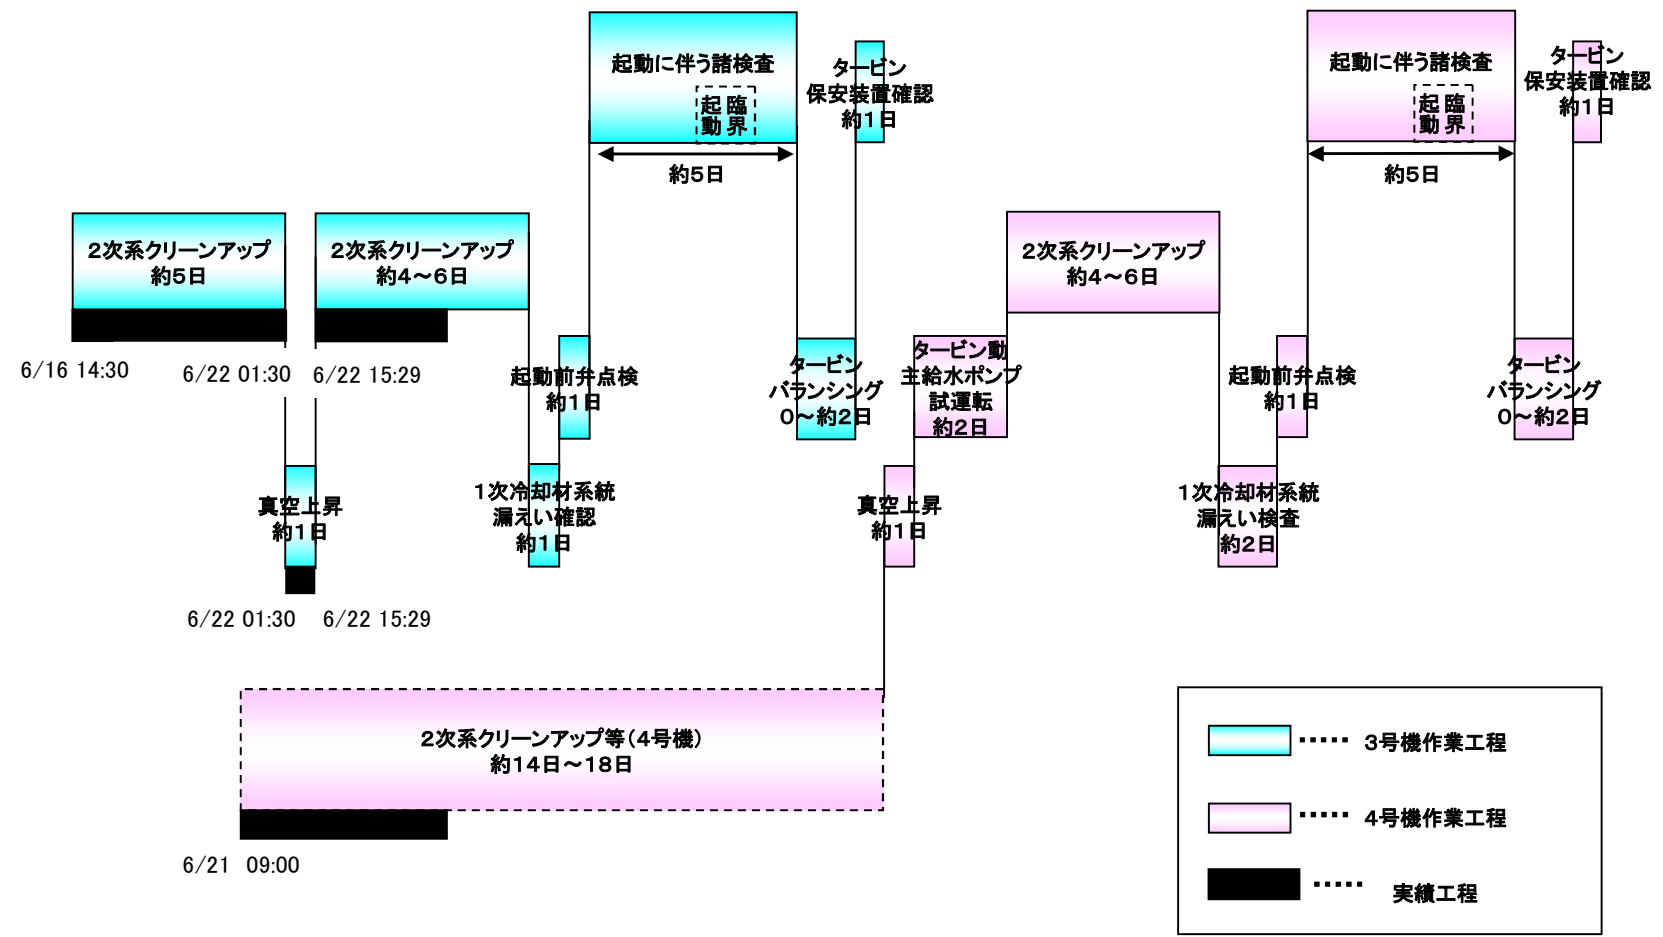 起動に伴う諸検査
起 臨
動 界
約5日
タービン
保安装置確認
約1日
起動に伴う諸検査
起 臨
動 界
約5日
タービン
保安装置確認
約1日
2次系クリーンアップ
約5日
6/16 14:30
6/22 01:30
2次系クリーンアップ
約4～6日
6/22 15:29
2次系クリーンアップ
約4～6日
起動前弁点検
約1日
タービン
バランシング
0～約2日
タービン動
主給水ポンプ
試運転
約2日
起動前弁点検
約1日
タービン
バランシング
0～約2日
真空上昇
約1日
6/22 01:30
6/22 15:29
1次冷却材系統
漏えい確認
約1日
真空上昇
約1日
1次冷却材系統
漏えい検査
約2日
2次系クリーンアップ等(4号機)
約14日～18日
6/21 09:00
‥‥‥ 3号機作業工程
‥‥‥ 4号機作業工程
‥‥‥ 実績工程